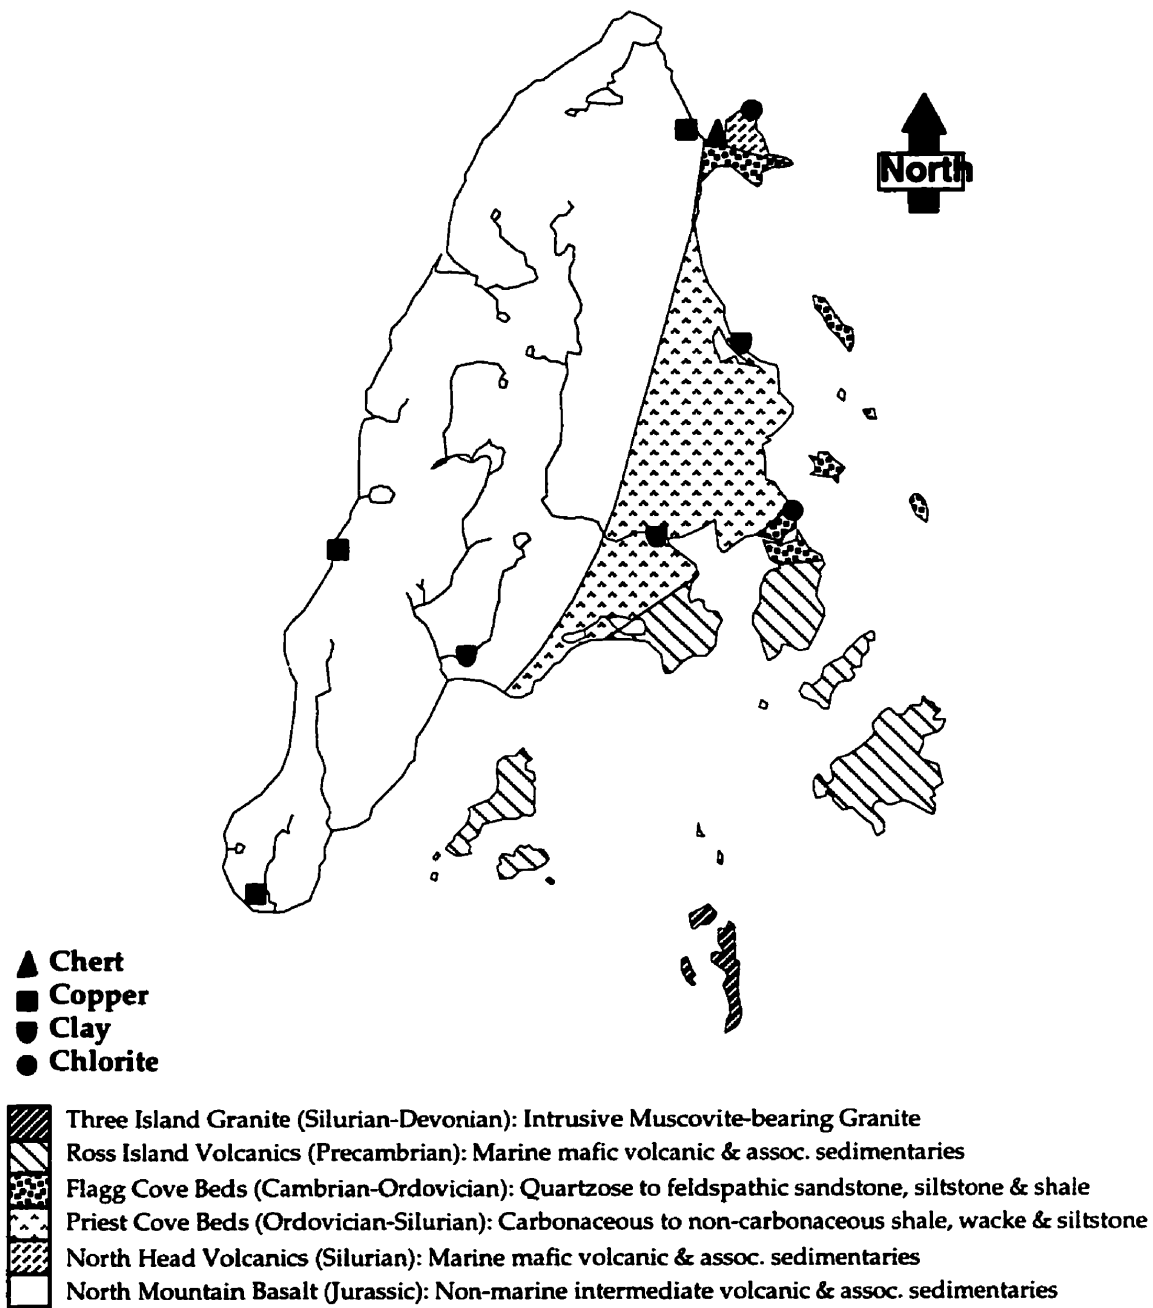 North
Chert
Copper
Clay
Chlorite
Three Island Granite (Silurian-Devonian): Intrusive Muscovite-bearing Granite
Ross Island Volcanics (Precambrian): Marine mafic volcanic & assoc. sedimentaries
Flagg Cove Beds (Cambrian-Ordovician): Quartzose to feldspathic sandstone, siltstone & shale
Priest Cove Beds (Ordovician-Silurian): Carbonaceous to non-carbonaceous shale, wacke & siltstone
North Head Volcanics (Silurian): Marine mafic volcanic & assoc. sedimentaries
North Mountain Basalt (Jurassic): Non-marine intermediate volcanic & assoc. sedimentaries